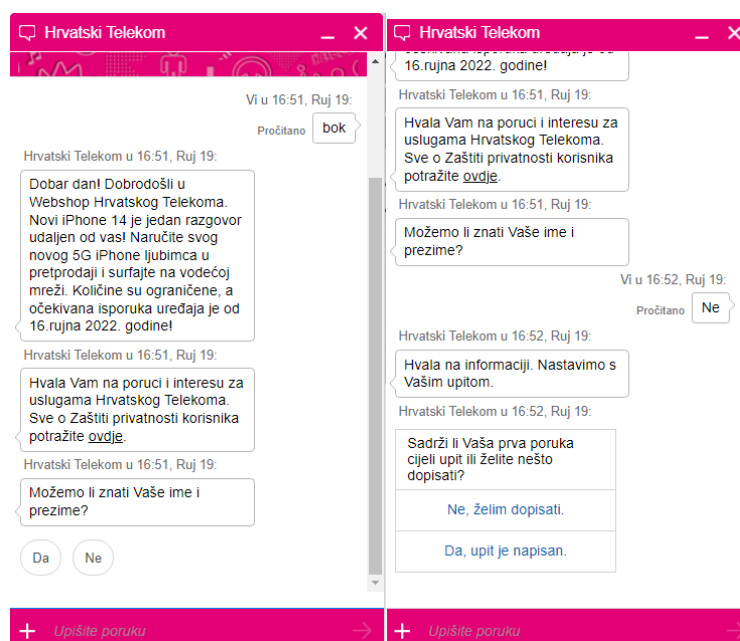 Hrvatski Telekom
Vi u 16:51, Ruj 19:
Pročitano bok
Hrvatski Telekom u 16:51, Ruj 19:
Dobar dan! Dobrodošli u
Webshop Hrvatskog Telekoma.
Novi iPhone 14 je jedan razgovor
udaljen od vas! Naručite svog
novog 5G iPhone ljubimca u
pretprodaji i surfajte na vodećoj
mreži. Količine su ograničene, a
očekivana isporuka uređaja je od
16.rujna 2022. godine!
Hrvatski Telekom u 16:51, Ruj 19:
Hvala Vam na poruci i interesu za
uslugama Hrvatskog Telekoma.
Sve o Zaštiti privatnosti korisnika
potražite ovdje.
Hrvatski Telekom u 16:51, Ruj 19:
Možemo li znati Vaše ime i
prezime?
Da Ne
Upišite poruku
Hrvatski Telekom
16.rujna 2022. godine!
Hrvatski Telekom u 16:51, Ruj 19:
Hvala Vam na poruci i interesu za
uslugama Hrvatskog Telekoma.
Sve o Zaštiti privatnosti korisnika
potražite ovdje.
Hrvatski Telekom u 16:51, Ruj 19:
Možemo li znati Vaše ime i
prezime?
Vi u 16:52, Ruj 19:
Pročitano Ne
Hrvatski Telekom u 16:52, Ruj 19:
Hvala na informaciji. Nastavimo s
Vašim upitom.
Hrvatski Telekom u 16:52, Ruj 19:
Sadrži li Vaša prva poruka
cijeli upit ili želite nešto
dopisati?
Ne, želim dopisati.
Da, upit je napisan.
Upišite poruku